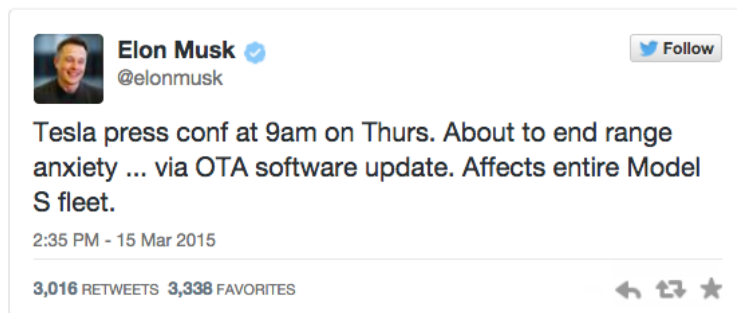 Elon Musk
Follow
@elonmusk
Tesla press conf at 9am on Thurs. About to end range
anxiety ... via OTA software update. Affects entire Model
S fleet.
2:35 PM - 15 Mar 2015
3,016 RETWEETS 3,338 FAVORITES